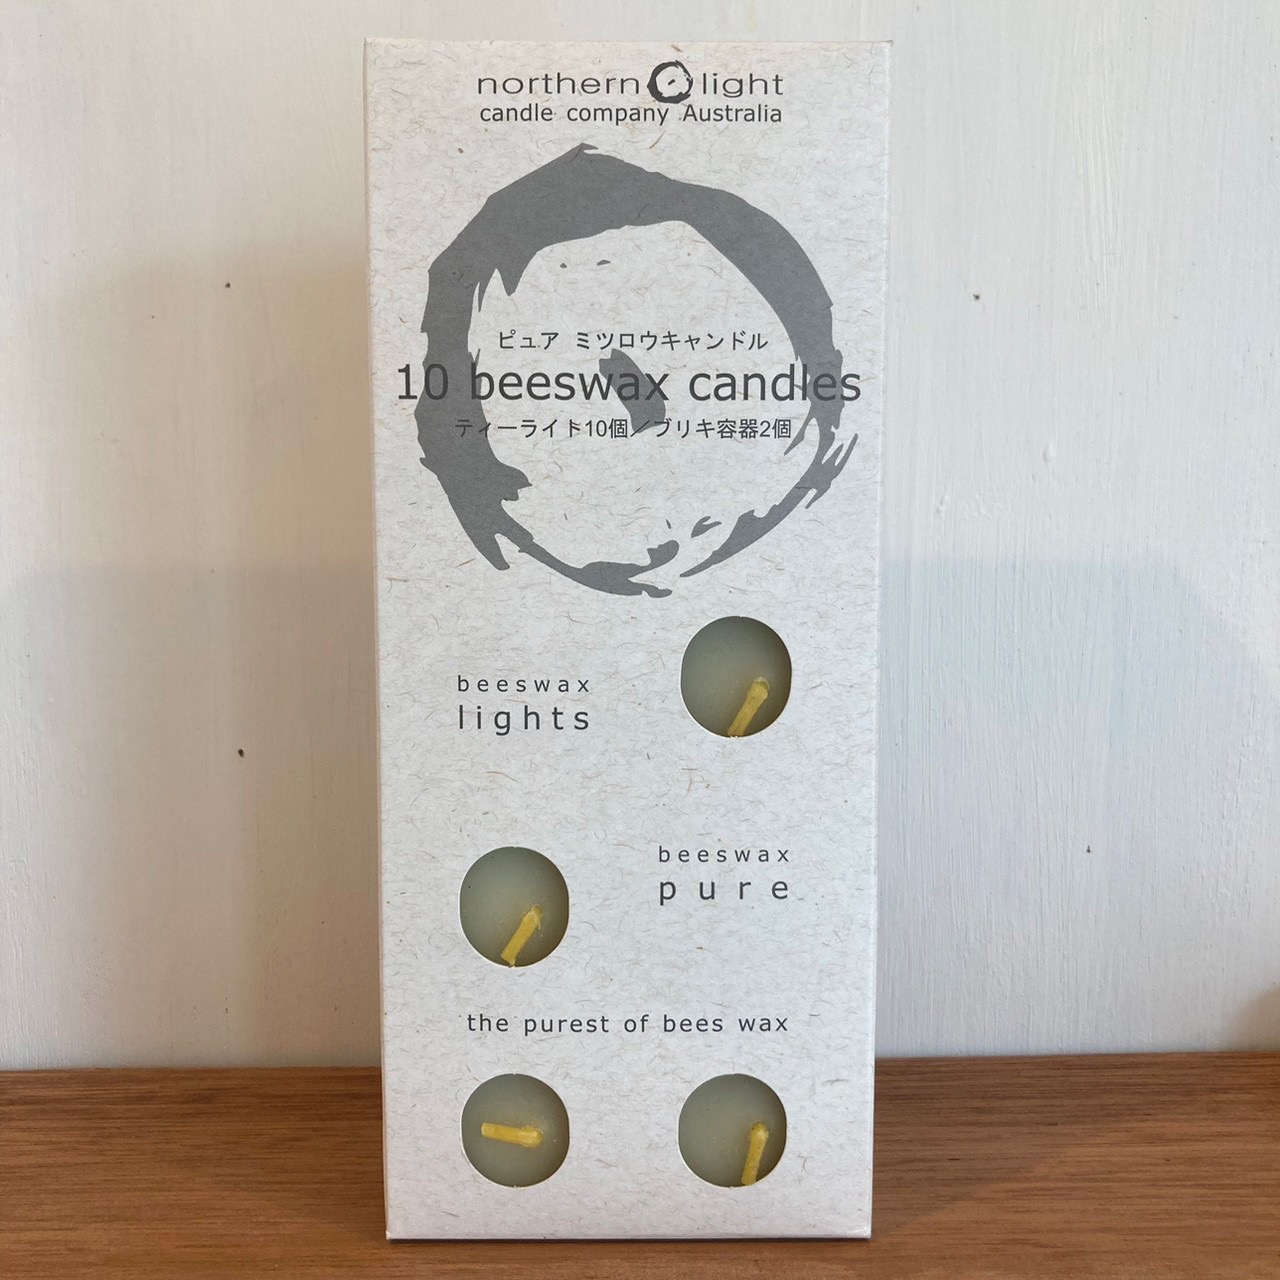 northern light
candle company Australia
ピュア ミツロウキャンドル
10 beeswax candles
ティーライト10個／ブリキ容器2個
beeswax
lights
beeswax
pure
the purest of bees wax